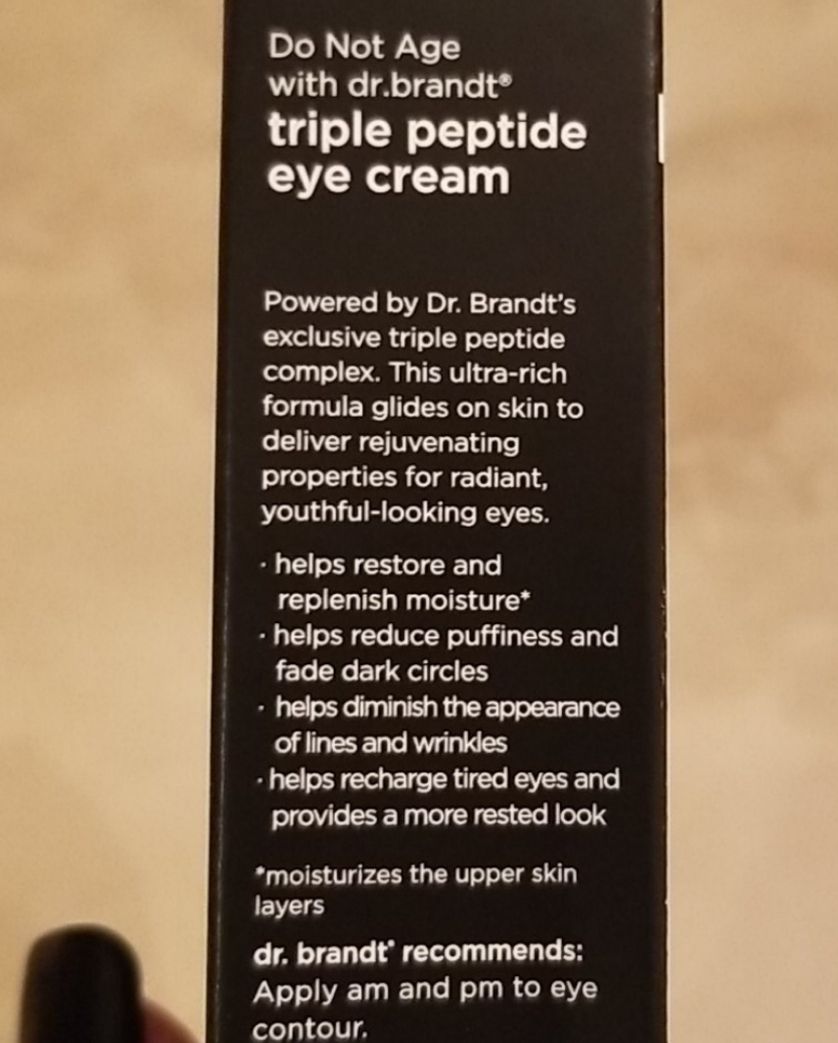 Do Not Age
with dr.brandt®
triple peptide
eye cream
Powered by Dr. Brandt's
exclusive triple peptide
complex. This ultra-rich
formula glides on skin to
deliver rejuvenating
properties for radiant,
youthful-looking eyes.
· helps restore and
replenish moisture*
· helps reduce puffiness and
fade dark circles
· helps diminish the appearance
of lines and wrinkles
· helps recharge tired eyes and
provides a more rested look
*moisturizes the upper skin
layers
dr. brandt® recommends:
Apply am and pm to eye
contour.